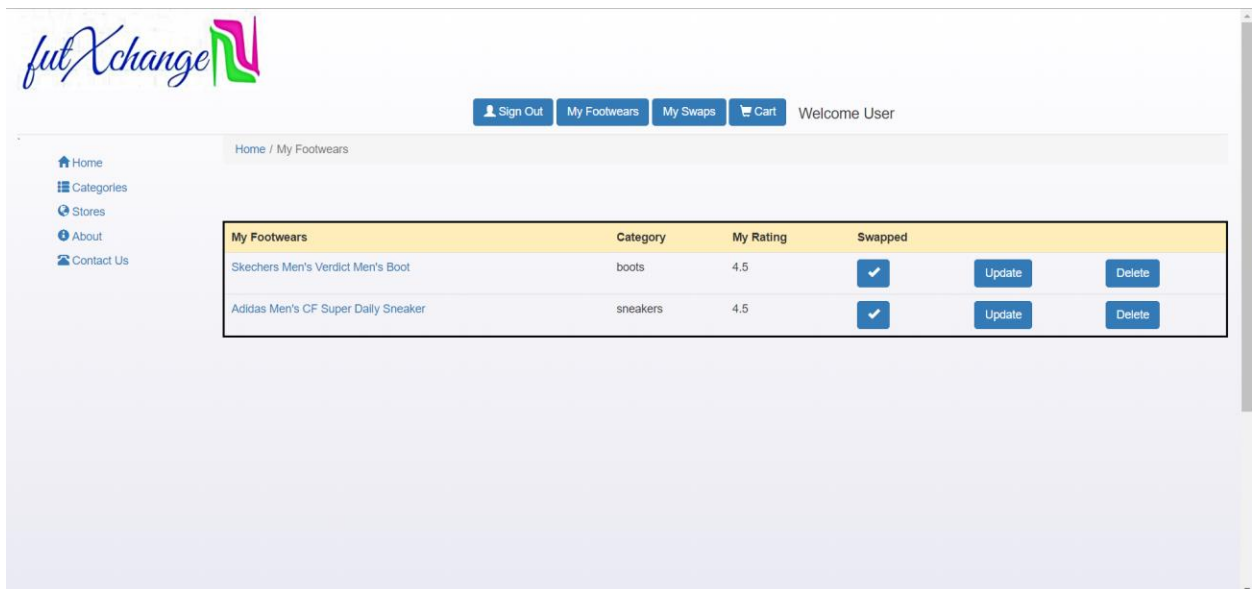 futXchange
Sign Out My Footwears My Swaps Cart Welcome User
Home / My Footwears
Home
Categories
Stores
About
Contact Us
My Footwears Category My Rating Swapped
Skechers Men's Verdict Men's Boot boots 4.5 Update Delete
Adidas Men's CF Super Daily Sneaker sneakers 4.5 Update Delete